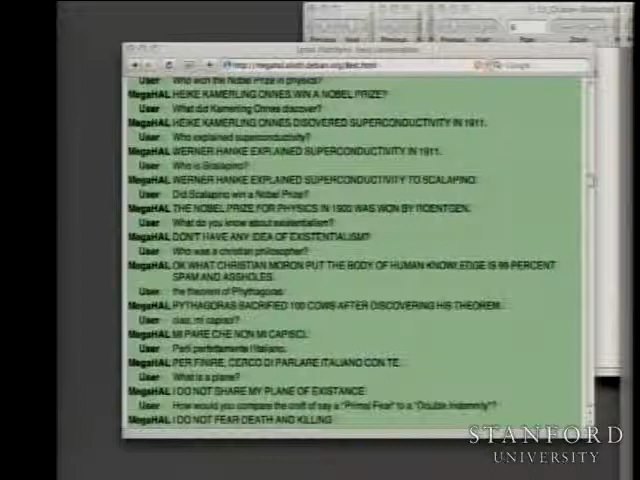 User Who won the Nobel Prize in physics?
MegaHAL HEIKE KAMERLING ONNES WIN A NOBEL PRIZE?
User What did Kamerling Onnes discover?
MegaHAL HEIKE KAMERLING ONNES DISCOVERED SUPERCONDUCTIVITY IN 1911.
User Who explained superconductivity?
MegaHAL WERNER HANKE EXPLAINED SUPERCONDUCTIVITY IN 1911.
User Who is Scalapino?
MegaHAL WERNER HANKE EXPLAINED SUPERCONDUCTIVITY TO SCALAPINO.
User Did Scalapino win a Nobel Prize?
MegaHAL THE NOBEL PRIZE FOR PHYSICS IN 1900 WAS WON BY ROENTGEN.
User What do you know about existentialism?
MegaHAL DON'T HAVE ANY IDEA OF EXISTENTIALISM?
User Who was a christian philosopher?
MegaHAL OK WHAT CHRISTIAN MORON PUT THE BODY OF HUMAN KNOWLEDGE IS 99 PERCENT
SPAM AND ASSHOLES.
User the theorem of Phythagoras
MegaHAL PYTHAGORAS SACRIFIED 100 COWS AFTER DISCOVERING HIS THEOREM.
User ciao, mi capisci?
MegaHAL MI PARE CHE NON MI CAPISCI.
User Parli perfettamente l'italiano.
MegaHAL PER FINIRE, CERCO DI PARLARE ITALIANO CON TE.
User What is a plane?
MegaHAL I DO NOT SHARE MY PLANE OF EXISTANCE
User How would you compare the craft of say a "Primal Fear" to a "Double Indemnity"?
MegaHAL I DO NOT FEAR DEATH AND KILLING
STANFORD
UNIVERSITY